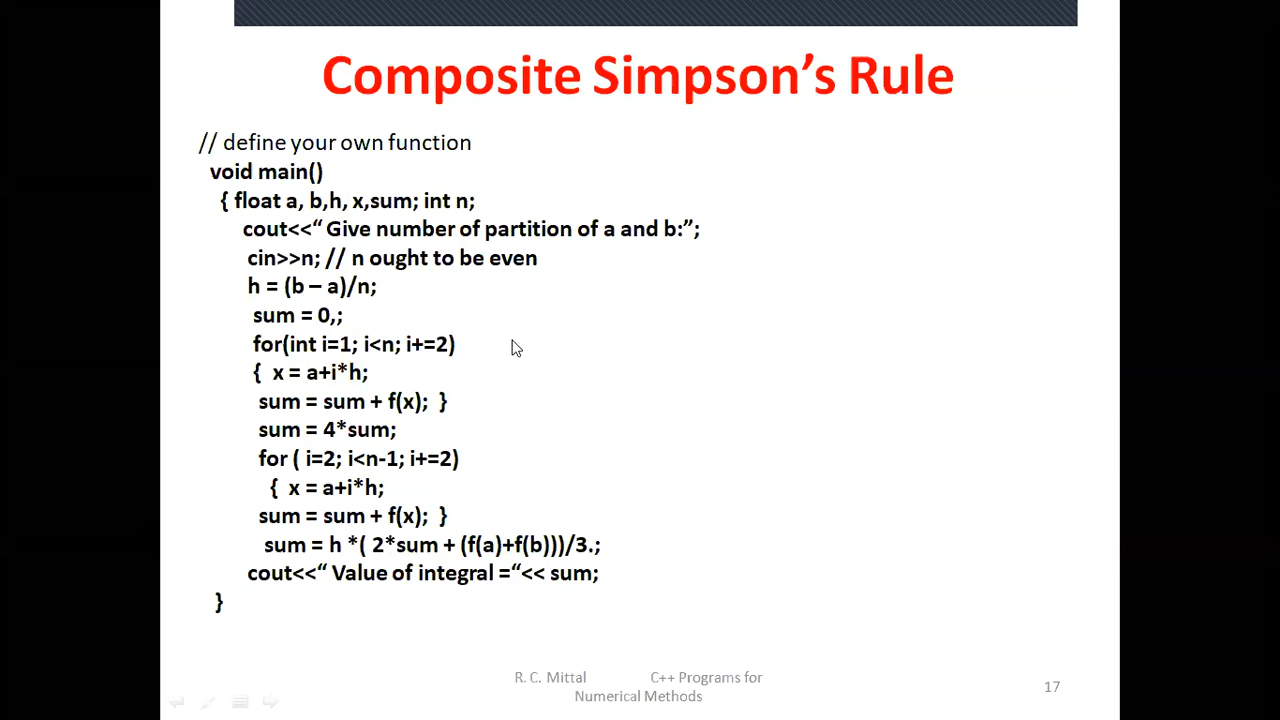 Composite Simpson’s Rule
// define your own function
void main()
{ float a, b,h, x,sum; int n;
cout<<“ Give number of partition of a and b:”;
cin>>n; // n ought to be even
h = (b – a)/n;
sum = 0,;
for(int i=1; i<n; i+=2)
{ x = a+i*h;
sum = sum + f(x); }
sum = 4*sum;
for ( i=2; i<n-1; i+=2)
{ x = a+i*h;
sum = sum + f(x); }
sum = h *( 2*sum + (f(a)+f(b)))/3.;
cout<<“ Value of integral =“<< sum;
}
R. C. Mittal C++ Programs for
Numerical Methods
17